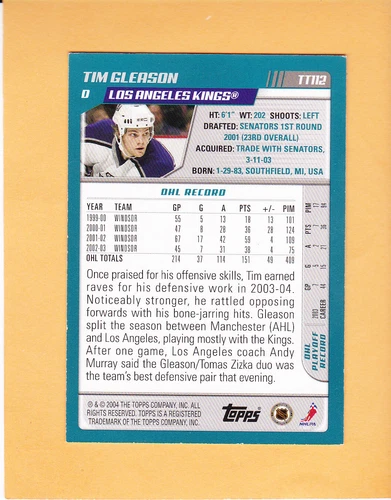 TIM GLEASON
TT112
D LOS ANGELES KINGS®
HT: 6'1" WT: 202 SHOOTS: LEFT
DRAFTED: SENATORS 1ST ROUND
2001 (23RD OVERALL)
ACQUIRED: TRADE WITH SENATORS,
3-11-03
BORN: 1-29-83, SOUTHFIELD, MI, USA
OHL RECORD
YEAR TEAM GP G A PTS +/- PIM
1999-00 WINDSOR 55 5 13 18 13 101
2000-01 WINDSOR 47 8 28 36 28 124
2001-02 WINDSOR 67 17 42 59 4 109
2002-03 WINDSOR 45 7 31 38 4 75
OHL TOTALS 214 37 114 151 49 409
OHL
PLAYOFF
RECORD
GP G A PTS PIM
2003
CAREER
Once praised for his offensive skills, Tim earned
raves for his defensive work in 2003-04.
Noticeably stronger, he rattled opposing
forwards with his bone-jarring hits. Gleason
split the season between Manchester (AHL)
and Los Angeles, playing mostly with the Kings.
After one game, Los Angeles coach Andy
Murray said the Gleason/Tomas Zizka duo was
the team's best defensive pair that evening.
® & © 2004 THE TOPPS COMPANY, INC. ALL
RIGHTS RESERVED. TOPPS IS A REGISTERED
TRADEMARK OF THE TOPPS COMPANY, INC.
Topps
NHLPA